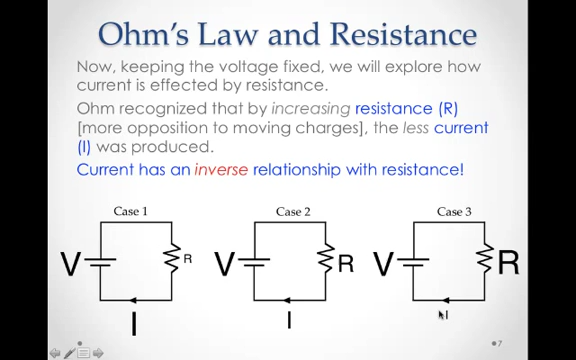 Ohm's Law and Resistance
Now, keeping the voltage fixed, we will explore how
current is effected by resistance.
Ohm recognized that by increasing resistance (R)
[more opposition to moving charges], the less current
(I) was produced.
Current has an inverse relationship with resistance!
Case 1
Case 2
Case 3
V R V R V R
I I I
7